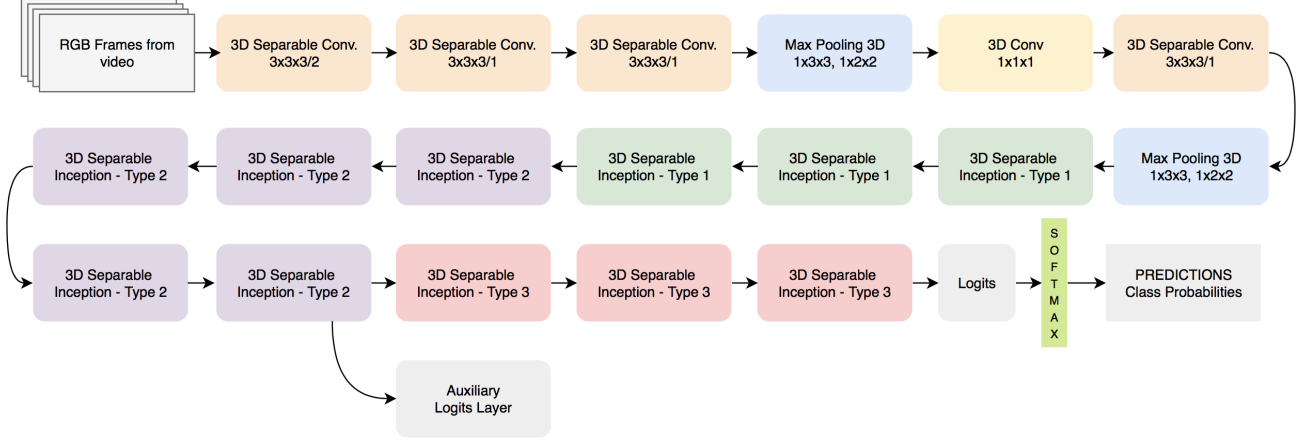 RGB Frames from
video
3D Separable Conv.
3x3x3/2
3D Separable Conv.
3x3x3/1
3D Separable Conv.
3x3x3/1
Max Pooling 3D
1x3x3, 1x2x2
3D Conv
1x1x1
3D Separable Conv.
3x3x3/1
Max Pooling 3D
1x3x3, 1x2x2
3D Separable
Inception - Type 1
3D Separable
Inception - Type 1
3D Separable
Inception - Type 1
3D Separable
Inception - Type 2
3D Separable
Inception - Type 2
3D Separable
Inception - Type 2
3D Separable
Inception - Type 2
3D Separable
Inception - Type 2
3D Separable
Inception - Type 3
3D Separable
Inception - Type 3
3D Separable
Inception - Type 3
Logits
SOFTMAX
PREDICTIONS
Class Probabilities
Auxiliary
Logits Layer